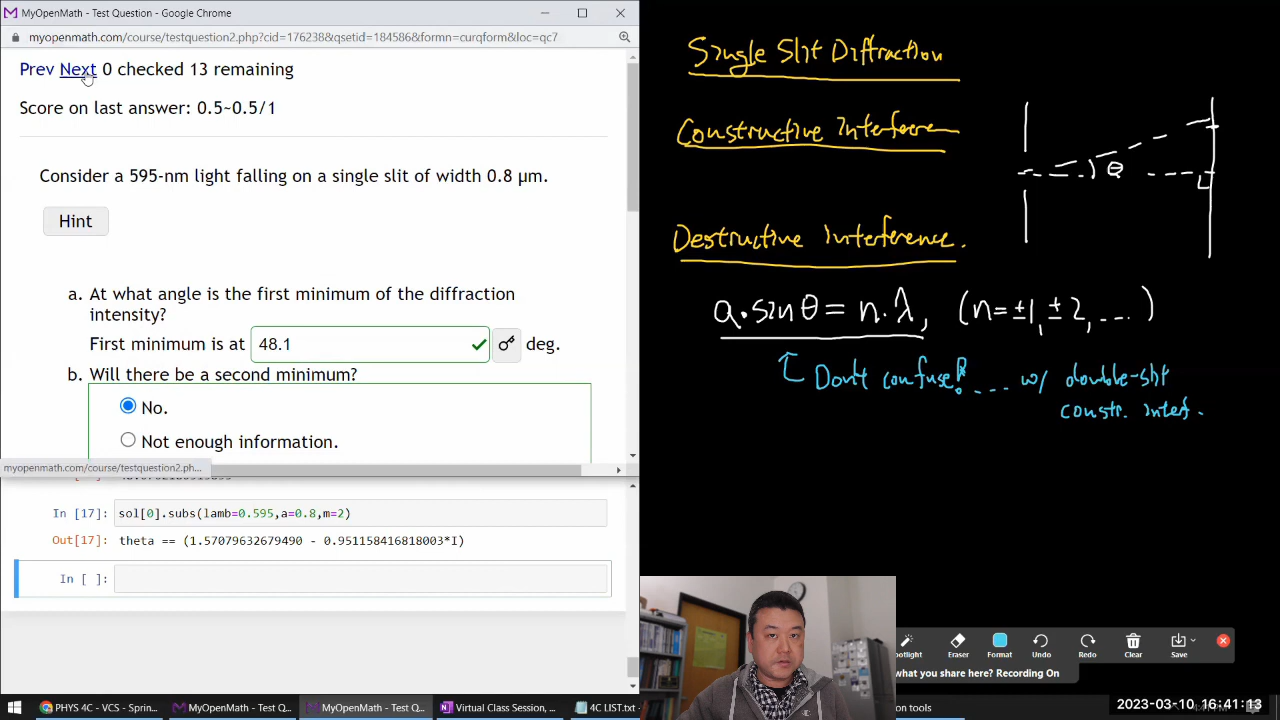 MyOpenMath - Test Question - Google Chrome
myopenmath.com/course/testquestion2.php?cid=176238&qsetid=184586&formn=curqform&loc=qc7
Prev Next 0 checked 13 remaining
Score on last answer: 0.5~0.5/1
Consider a 595-nm light falling on a single slit of width 0.8 μm.
Hint
a. At what angle is the first minimum of the diffraction
intensity?
First minimum is at 48.1 deg.
b. Will there be a second minimum?
No.
Not enough information.
myopenmath.com/course/testquestion2.ph...
In [17]: sol[0].subs(lamb=0.595,a=0.8,m=2)
Out[17]: theta == (1.57079632679490 - 0.951158416818003*I)
In [ ]:
Single Slit Diffraction
Constructive Interferen
θ
Destructive Interference.
a·sinθ = n·λ, (n=±1, ±2, ...)
Don't confuse! ... w/ double-slit
constr. interf.
potlight Eraser Format Undo Redo Clear Save
what you share here? Recording On
PHYS 4C - VCS - Sprin... MyOpenMath - Test Q... MyOpenMath - Test Q... Virtual Class Session, ... 4C LIST.txt - on tools
2023-03-10 16:41:13